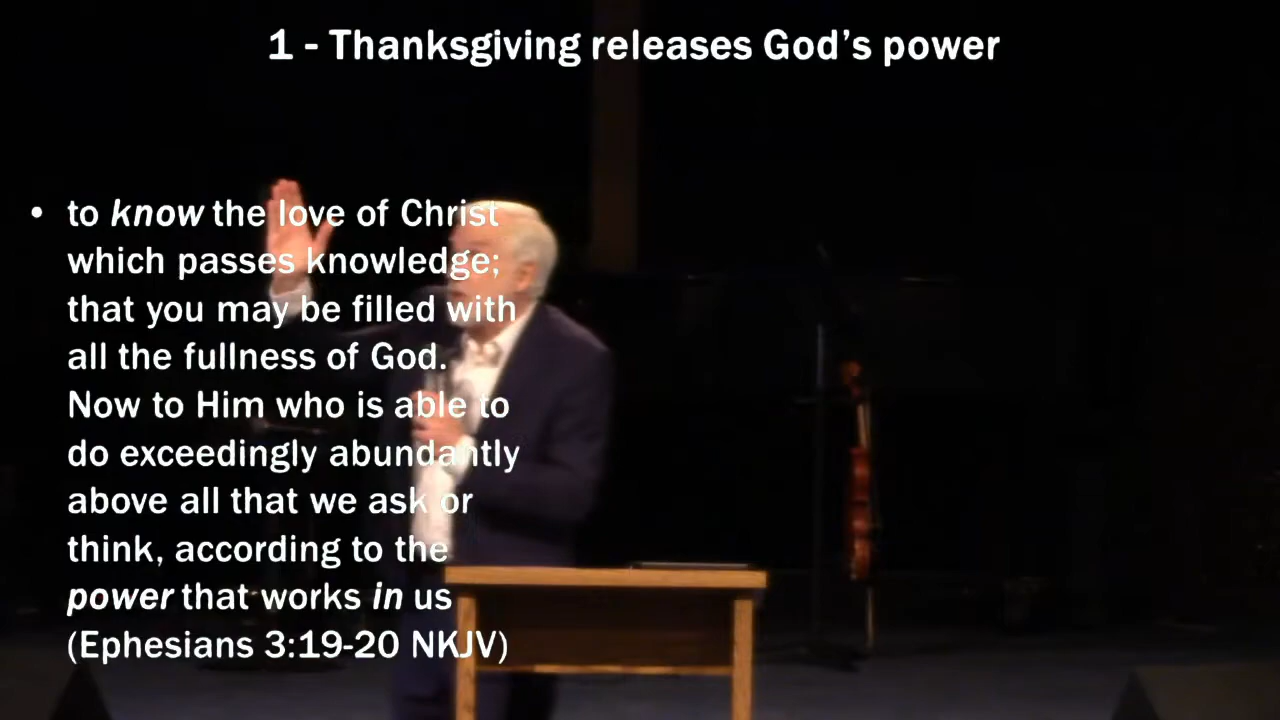 1 - Thanksgiving releases God’s power
• to know the love of Christ
which passes knowledge;
that you may be filled with
all the fullness of God.
Now to Him who is able to
do exceedingly abundantly
above all that we ask or
think, according to the
power that works in us
(Ephesians 3:19-20 NKJV)